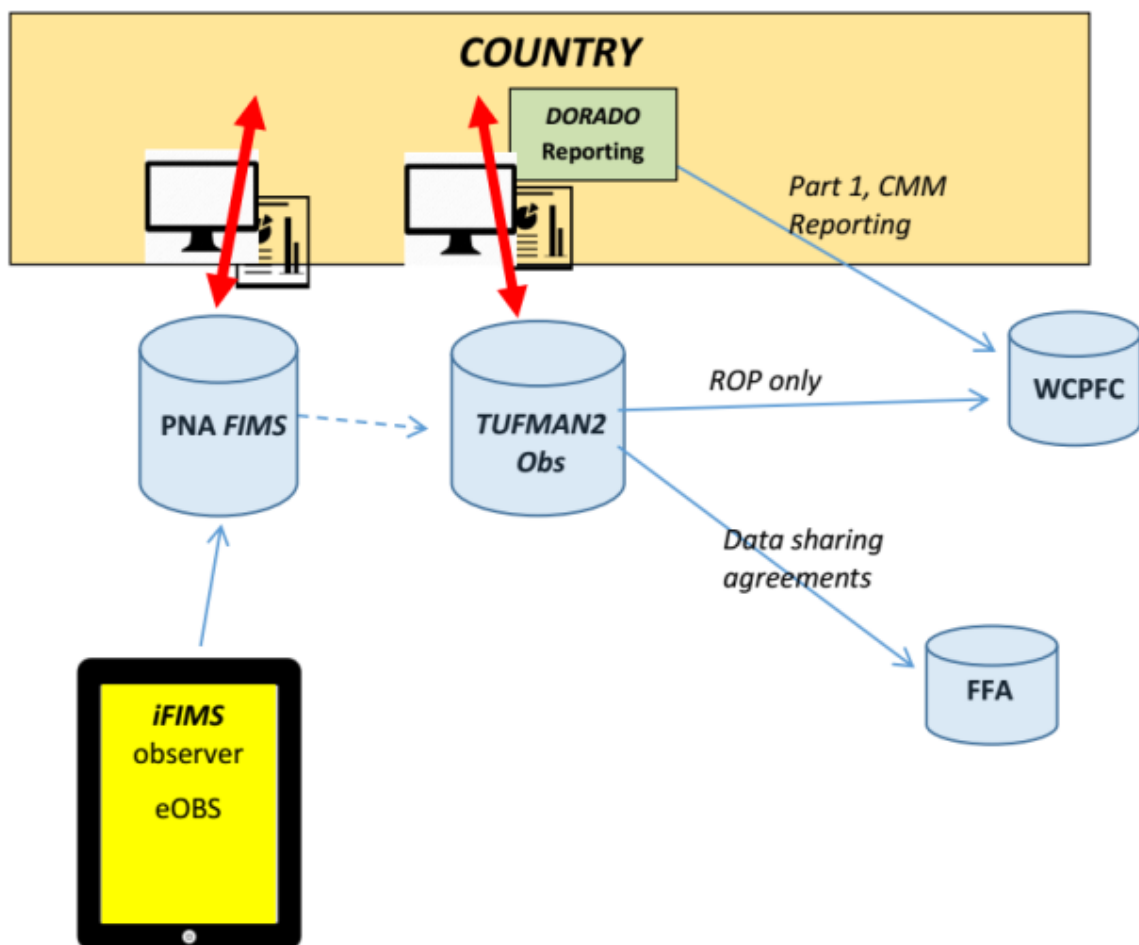 COUNTRY
DORADO
Reporting
Part 1, CMM
Reporting
PNA FIMS
TUFMAN2
Obs
ROP only
WCPFC
Data sharing
agreements
FFA
iFIMS
observer
eOBS